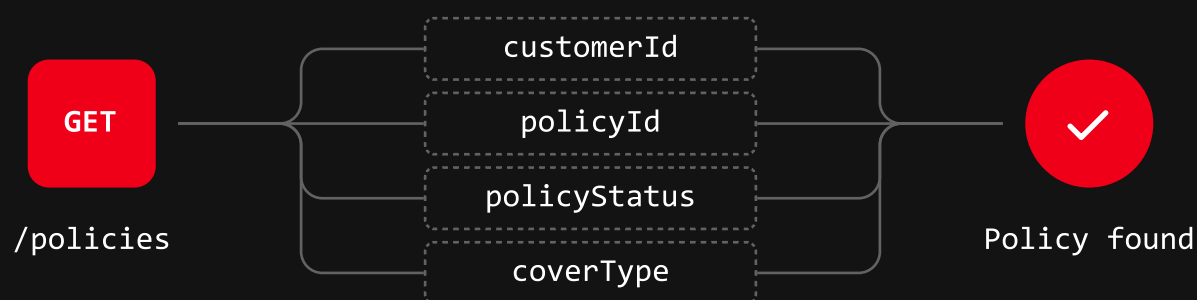 GET
/policies
customerId
policyId
policyStatus
coverType
Policy found